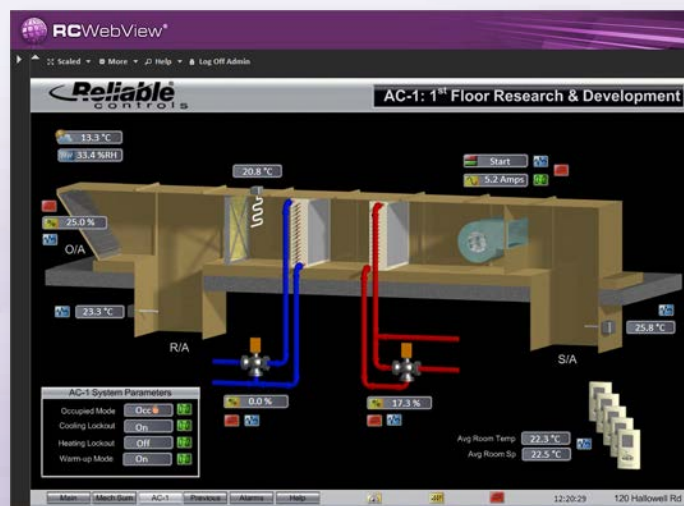 RCWebView®
Scaled More Help Log Off Admin
Reliable® controls
AC-1: 1st Floor Research & Development
13.3 °C
33.4 %RH
20.8 °C
Start
5.2 Amps
25.0 %
O/A
23.3 °C
25.8 °C
R/A
S/A
0.0 %
17.3 %
AC-1 System Parameters
Occupied Mode Occ
Cooling Lockout On
Heating Lockout Off
Warm-up Mode On
Avg Room Temp 22.3 °C
Avg Room Sp 22.5 °C
Main Mech Sum AC-1 Previous Alarms Help 12:20:29 120 Hallowell Rd